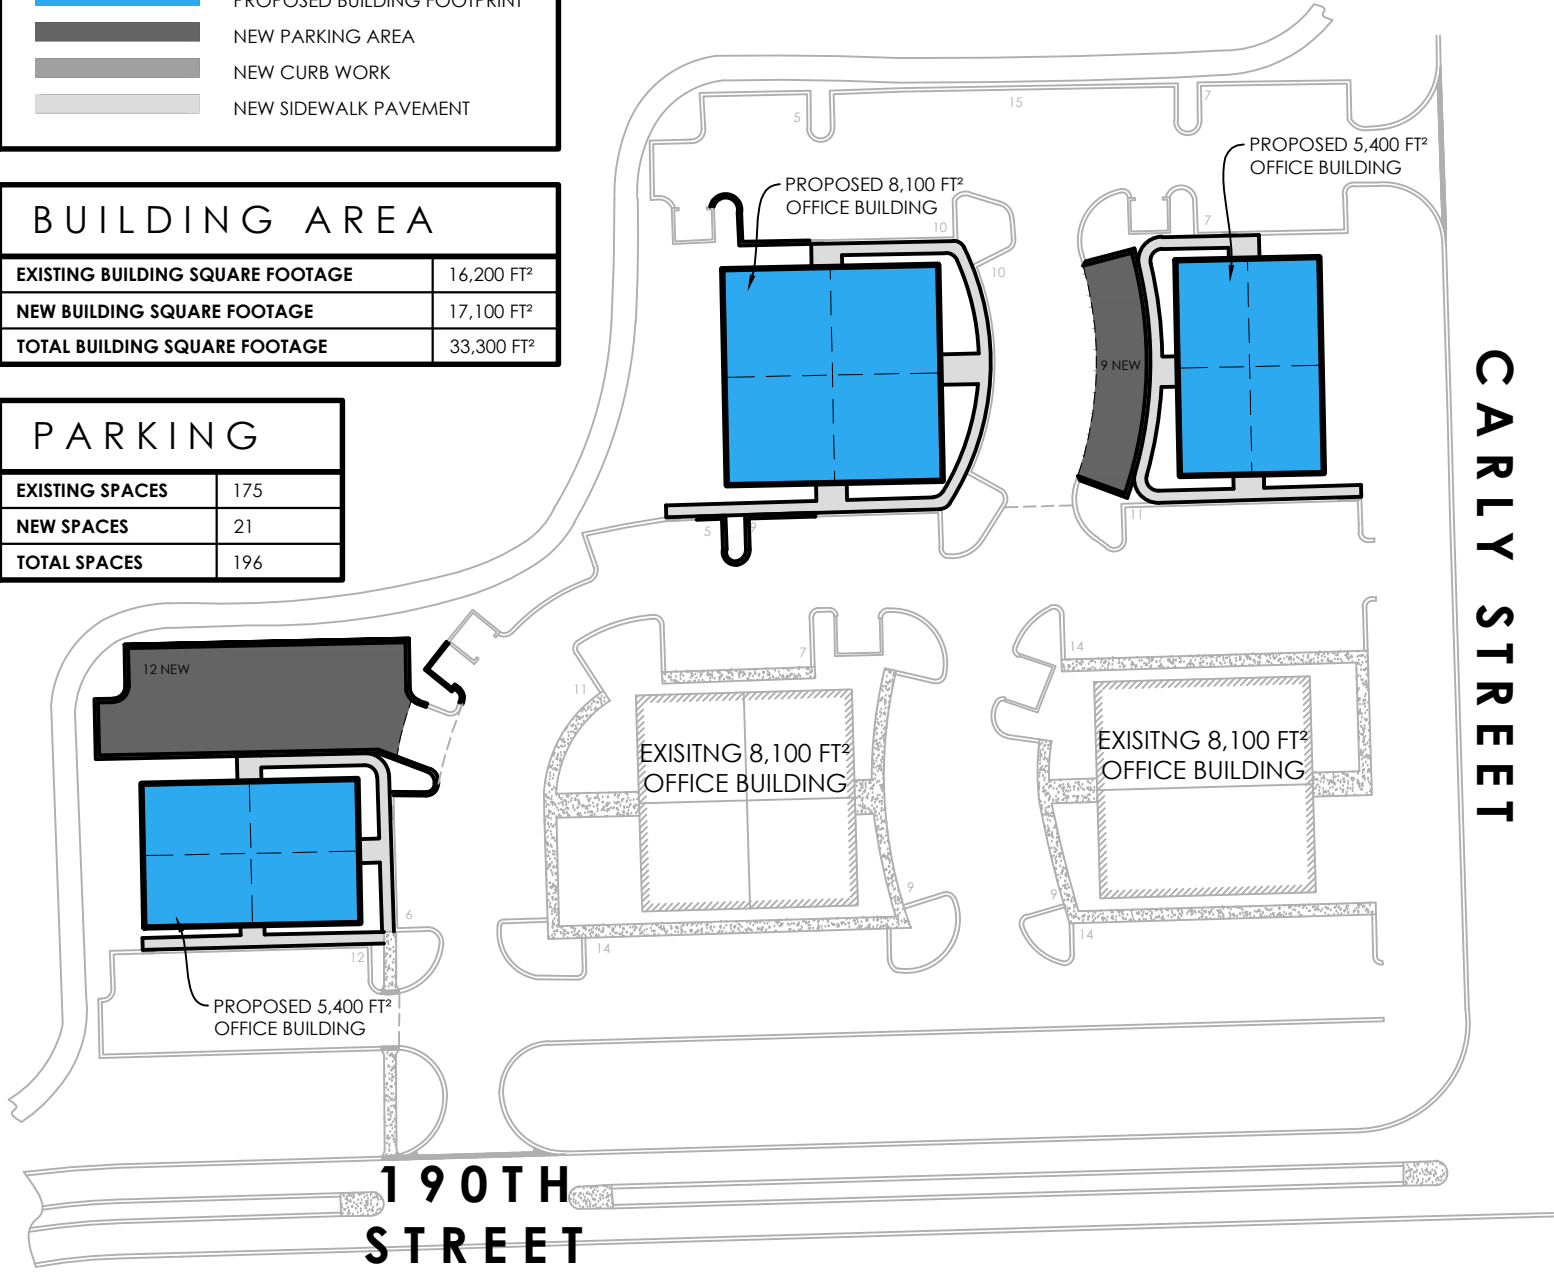 PROPOSED BUILDING FOOTPRINT
NEW PARKING AREA
NEW CURB WORK
NEW SIDEWALK PAVEMENT
BUILDING AREA
EXISTING BUILDING SQUARE FOOTAGE 16,200 FT²
NEW BUILDING SQUARE FOOTAGE 17,100 FT²
TOTAL BUILDING SQUARE FOOTAGE 33,300 FT²
PARKING
EXISTING SPACES 175
NEW SPACES 21
TOTAL SPACES 196
5
15
7
PROPOSED 5,400 FT²
OFFICE BUILDING
PROPOSED 8,100 FT²
OFFICE BUILDING
10
7
10
9 NEW
5
11
CARLY STREET
12 NEW
7
14
11
EXISITNG 8,100 FT²
OFFICE BUILDING
EXISITNG 8,100 FT²
OFFICE BUILDING
9
9
6
12
14
14
PROPOSED 5,400 FT²
OFFICE BUILDING
190TH
STREET